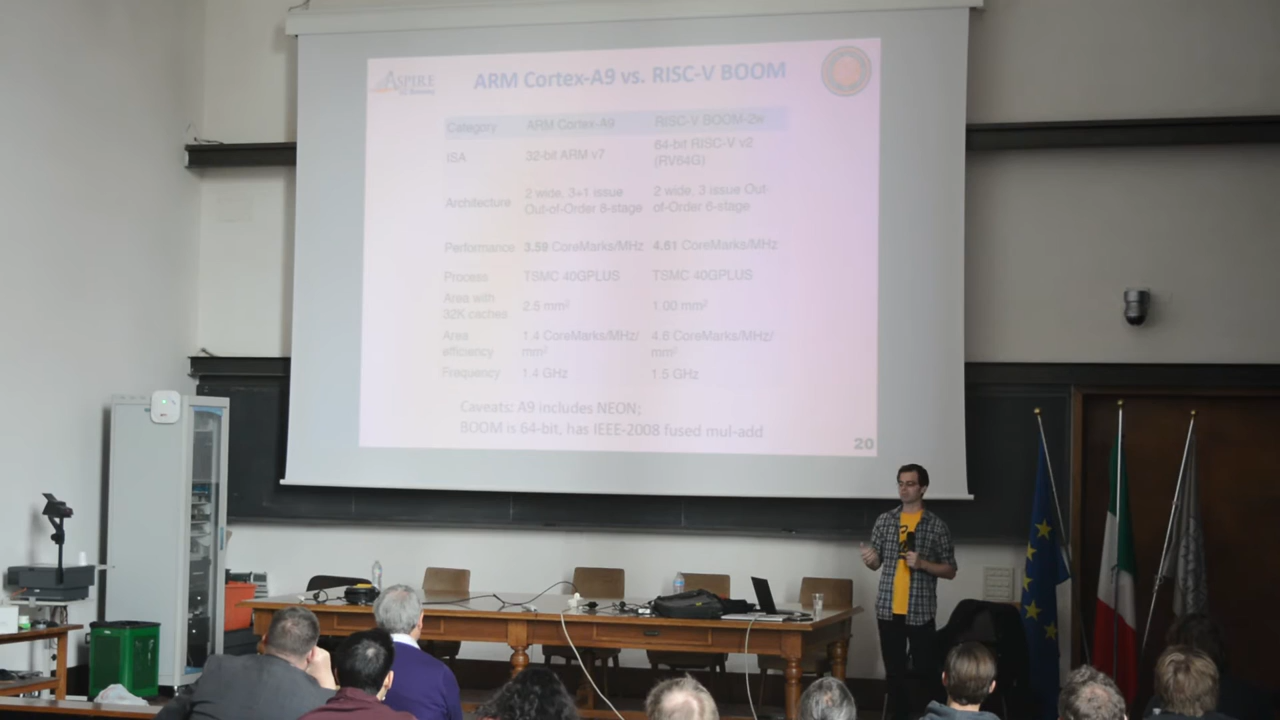 ASPIRE
ARM Cortex-A9 vs. RISC-V BOOM
Category ARM Cortex-A9 RISC-V BOOM-2w
ISA 32-bit ARM v7 64-bit RISC-V v2
(RV64G)
Architecture 2 wide, 3+1 issue 2 wide, 3 issue Out-
Out-of-Order 8-stage of-Order 6-stage
Performance 3.59 CoreMarks/MHz 4.61 CoreMarks/MHz
Process TSMC 40GPLUS TSMC 40GPLUS
Area with
32K caches 2.5 mm² 1.00 mm²
Area 1.4 CoreMarks/MHz/ 4.6 CoreMarks/MHz/
efficiency mm² mm²
Frequency 1.4 GHz 1.5 GHz
Caveats: A9 includes NEON;
BOOM is 64-bit, has IEEE-2008 fused mul-add
20